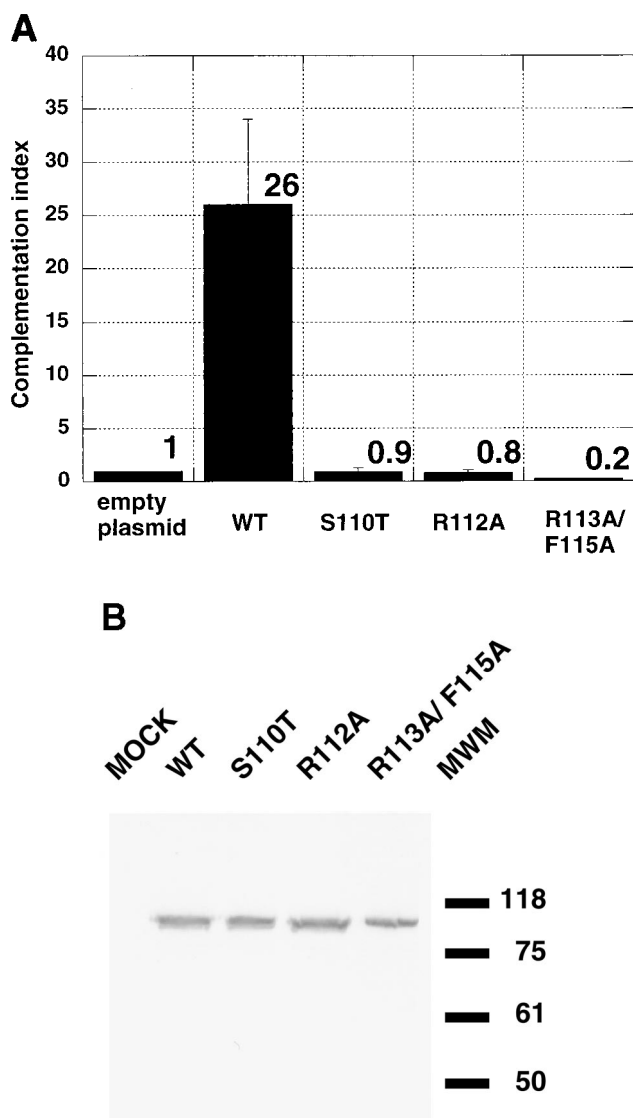 A
40
35
30
25
20
15
10
5
0
Complementation index
1
26
0.9
0.8
0.2
empty
plasmid
WT
S110T
R112A
R113A/
F115A
B
MOCK
WT
S110T
R112A
R113A/ F115A
MWM
118
75
61
50